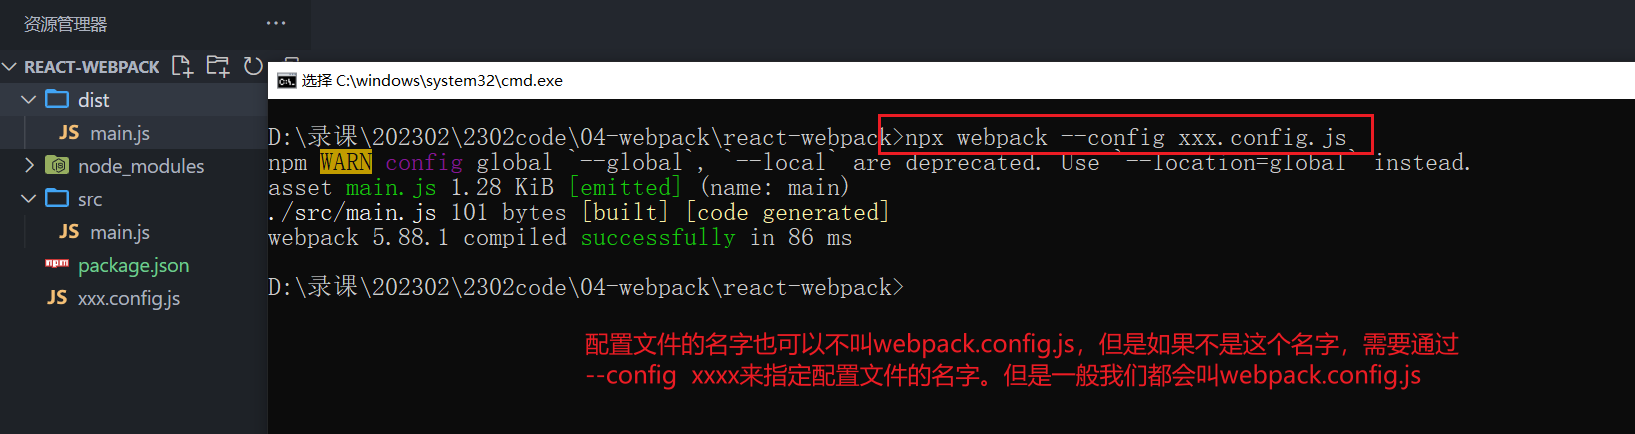 资源管理器 ···
REACT-WEBPACK
dist
JS main.js
node_modules
src
JS main.js
package.json
JS xxx.config.js
选择 C:\windows\system32\cmd.exe
D:\录课\202302\2302code\04-webpack\react-webpack>npx webpack --config xxx.config.js
npm WARN config global `--global`, `--local` are deprecated. Use `--location=global` instead.
asset main.js 1.28 KiB [emitted] (name: main)
./src/main.js 101 bytes [built] [code generated]
webpack 5.88.1 compiled successfully in 86 ms
D:\录课\202302\2302code\04-webpack\react-webpack>
配置文件的名字也可以不叫webpack.config.js，但是如果不是这个名字，需要通过
--config xxxx来指定配置文件的名字。但是一般我们都会叫webpack.config.js